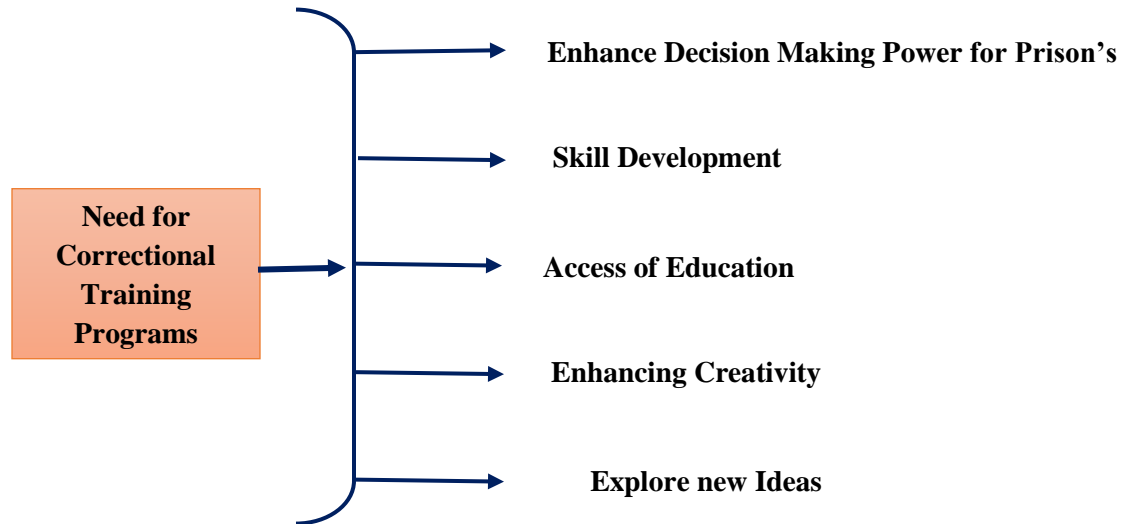 Need for
Correctional
Training
Programs
Enhance Decision Making Power for Prison's
Skill Development
Access of Education
Enhancing Creativity
Explore new Ideas